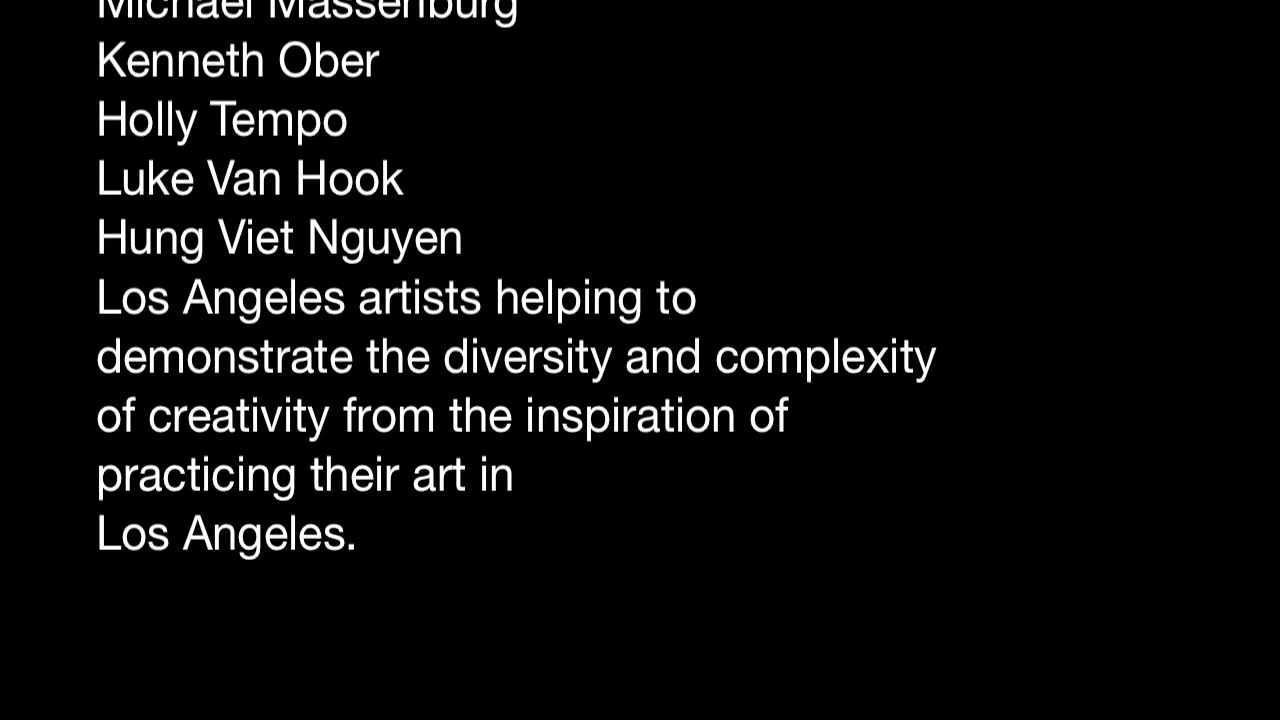 Michael Massenburg
Kenneth Ober
Holly Tempo
Luke Van Hook
Hung Viet Nguyen
Los Angeles artists helping to
demonstrate the diversity and complexity
of creativity from the inspiration of
practicing their art in
Los Angeles.